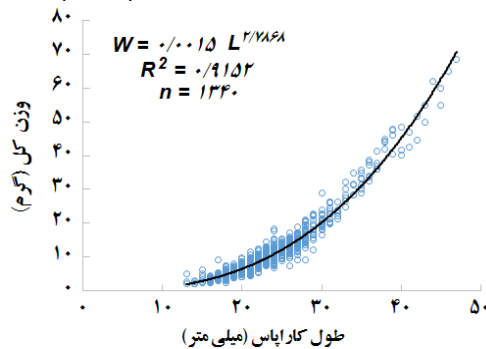 W = ۰/۰۰۱۵ L^۲/۷۸۶۸
R² = ۰/۹۱۵۲
n = ۱۳۴۰
۸۰
۷۰
۶۰
۵۰
۴۰
۳۰
۲۰
۱۰
۰
وزن کل (گرم)
۰ ۱۰ ۲۰ ۳۰ ۴۰ ۵۰
طول کاراپاس (میلی متر)